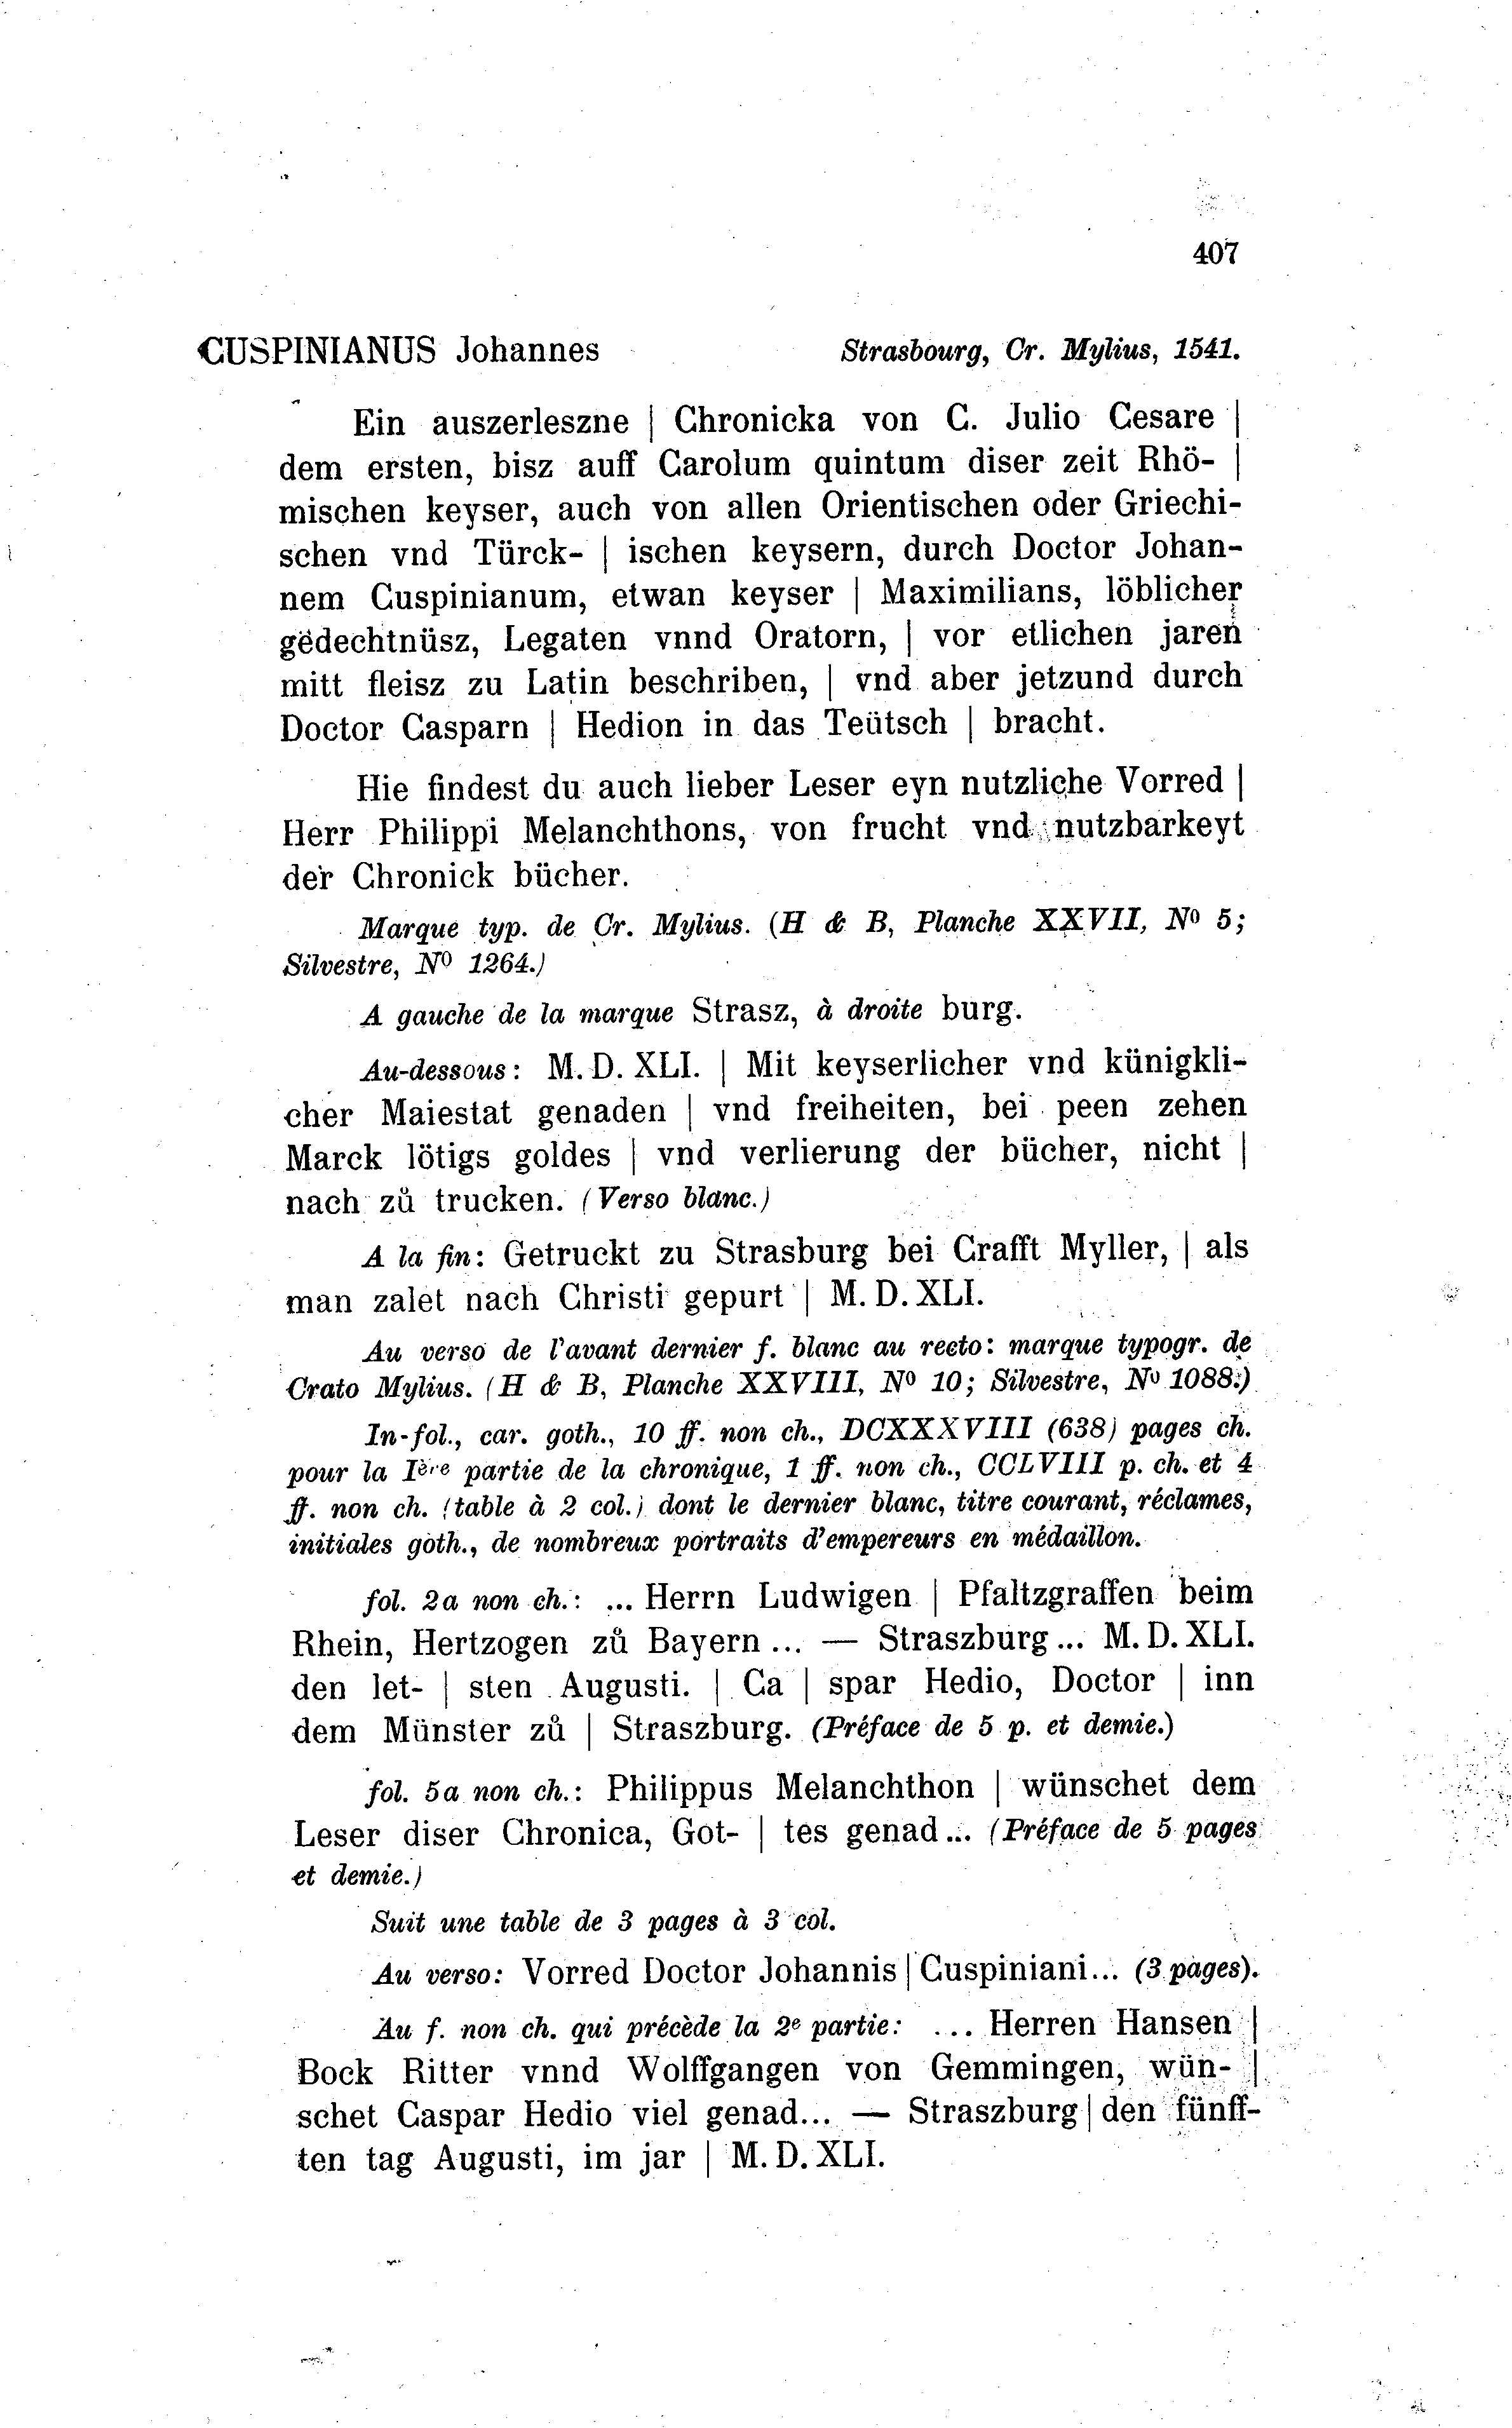 407
CUSPINIANUS Johannes Strasbourg, Cr. Mylius, 1541.
Ein auszerleszne | Chronicka von C. Julio Cesare |
dem ersten, bisz auff Carolum quintum diser zeit Rhö- |
mischen keyser, auch von allen Orientischen oder Griechi-
schen vnd Türck- | ischen keysern, durch Doctor Johan-
nem Cuspinianum, etwan keyser | Maximilians, löblicher
gedechtnüsz, Legaten vnnd Oratorn, | vor etlichen jaren
mitt fleisz zu Latin beschriben, | vnd aber jetzund durch
Doctor Casparn | Hedion in das Teütsch | bracht.
Hie findest du auch lieber Leser eyn nutzliche Vorred |
Herr Philippi Melanchthons, von frucht vnd nutzbarkeyt
der Chronick bücher.
Marque typ. de Cr. Mylius. (H & B, Planche XXVII, Nº 5;
Silvestre, Nº 1264.)
A gauche de la marque Strasz, à droite burg.
Au-dessous: M. D. XLI. | Mit keyserlicher vnd künigkli-
cher Maiestat genaden | vnd freiheiten, bei peen zehen
Marck lötigs goldes | vnd verlierung der bücher, nicht |
nach zů trucken. (Verso blanc.)
A la fin: Getruckt zu Strasburg bei Crafft Myller, | als
man zalet nach Christi gepurt | M. D. XLI.
Au verso de l'avant dernier f. blanc au recto: marque typogr. de
Crato Mylius. (H & B, Planche XXVIII, Nº 10; Silvestre, Nº 1088.)
In-fol., car. goth., 10 ff. non ch., DCXXXVIII (638) pages ch.
pour la Ière partie de la chronique, 1 ff. non ch., CCLVIII p. ch. et 4
ff. non ch. (table à 2 col.) dont le dernier blanc, titre courant, réclames,
initiales goth., de nombreux portraits d'empereurs en médaillon.
fol. 2a non ch.: ... Herrn Ludwigen | Pfaltzgraffen beim
Rhein, Hertzogen zů Bayern ... — Straszburg ... M. D. XLI.
den let- | sten Augusti. | Ca | spar Hedio, Doctor | inn
dem Münster zů | Straszburg. (Préface de 5 p. et demie.)
fol. 5a non ch.: Philippus Melanchthon | wünschet dem
Leser diser Chronica, Got- | tes genad ... (Préface de 5 pages
et demie.)
Suit une table de 3 pages à 3 col.
Au verso: Vorred Doctor Johannis | Cuspiniani... (3 pages).
Au f. non ch. qui précède la 2e partie: ... Herren Hansen |
Bock Ritter vnnd Wolffgangen von Gemmingen, wün- |
schet Caspar Hedio viel genad... — Straszburg | den fünff-
ten tag Augusti, im jar | M. D. XLI.